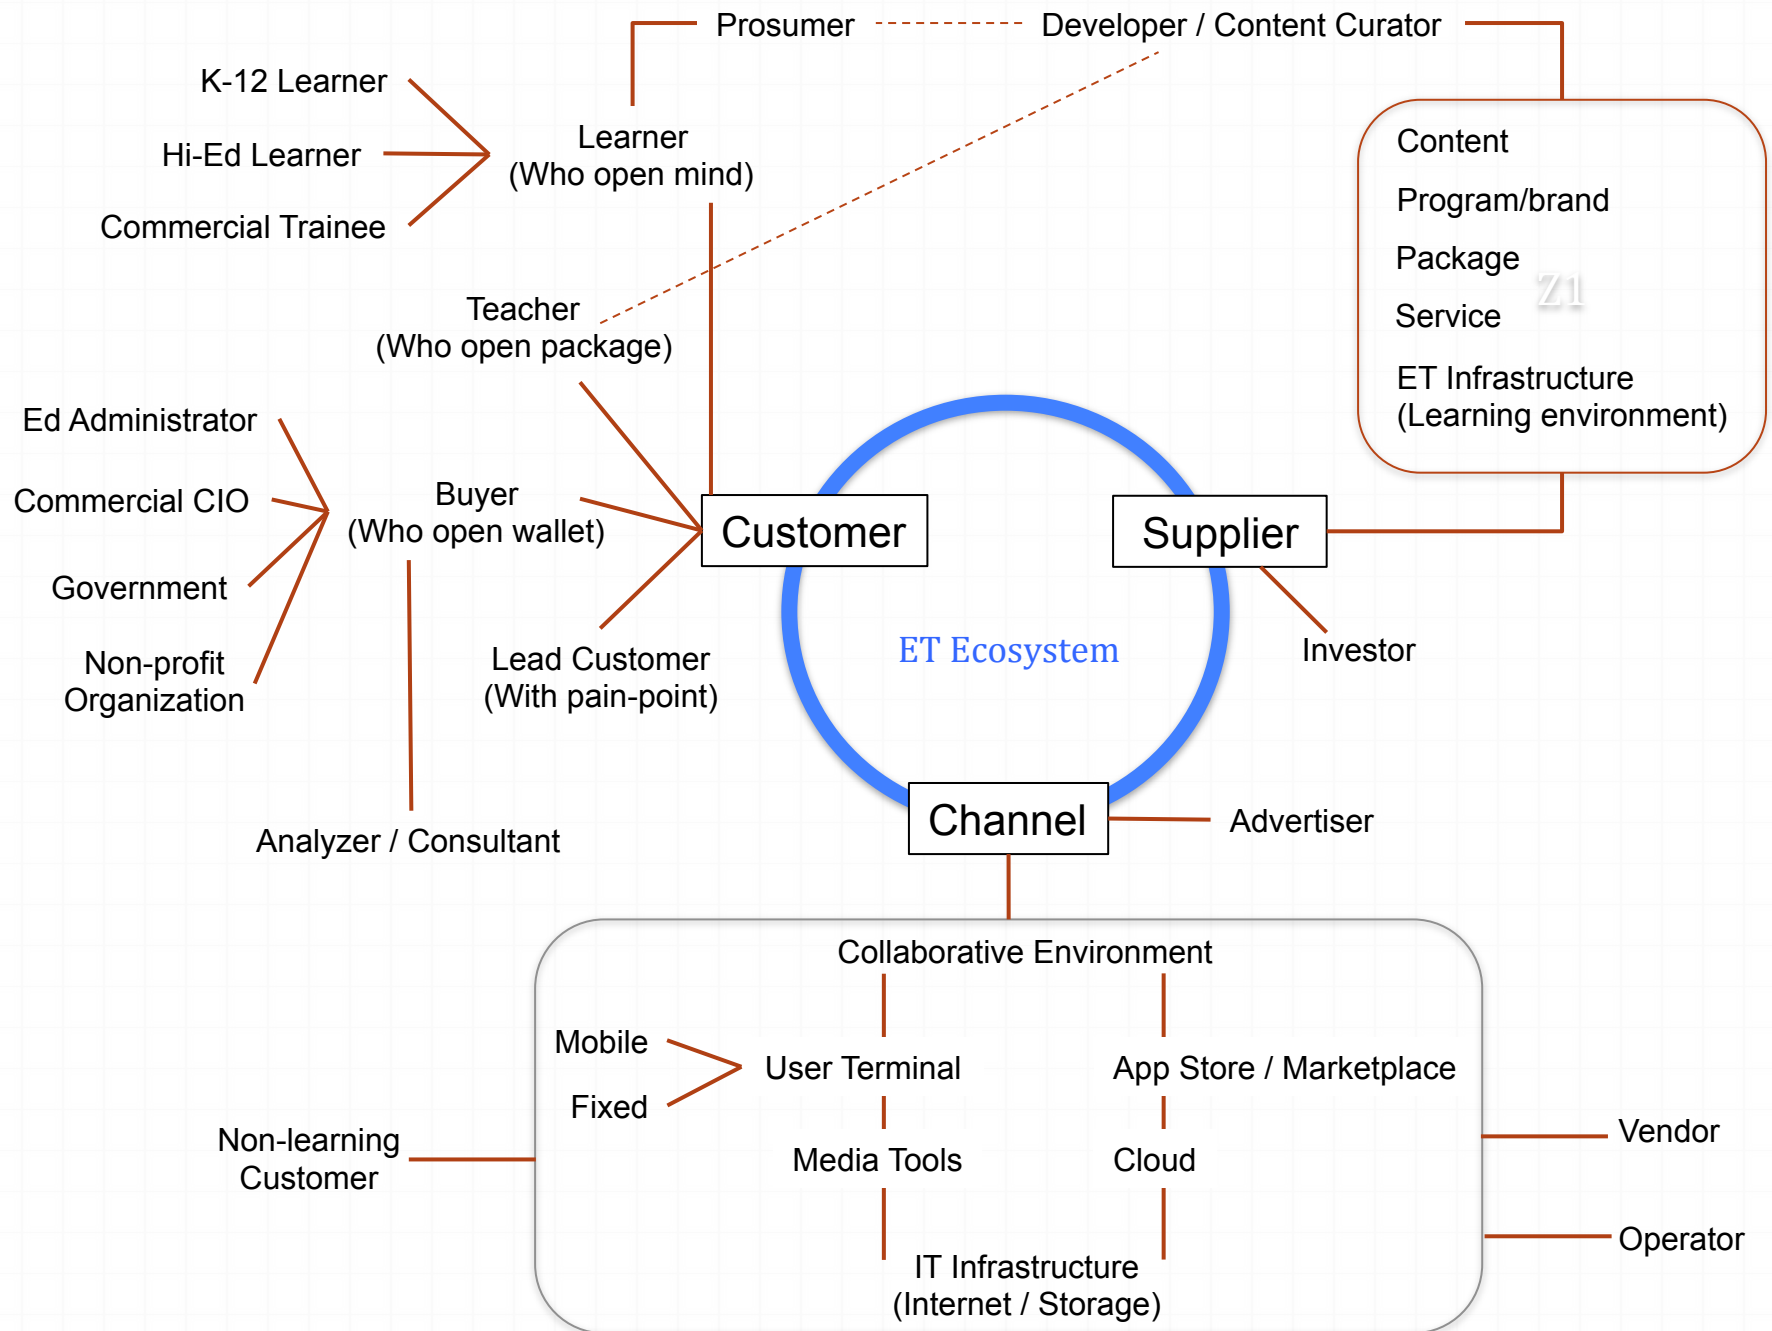 Prosumer
Developer / Content Curator
K-12 Learner
Hi-Ed Learner
Commercial Trainee
Learner
(Who open mind)
Content
Program/brand
Package
Z1
Service
ET Infrastructure
(Learning environment)
Teacher
(Who open package)
Ed Administrator
Commercial CIO
Government
Non-profit
Organization
Buyer
(Who open wallet)
Customer
Supplier
ET Ecosystem
Lead Customer
(With pain-point)
Investor
Analyzer / Consultant
Channel
Advertiser
Collaborative Environment
Mobile
Fixed
User Terminal
App Store / Marketplace
Non-learning
Customer
Media Tools
Cloud
Vendor
Operator
IT Infrastructure
(Internet / Storage)